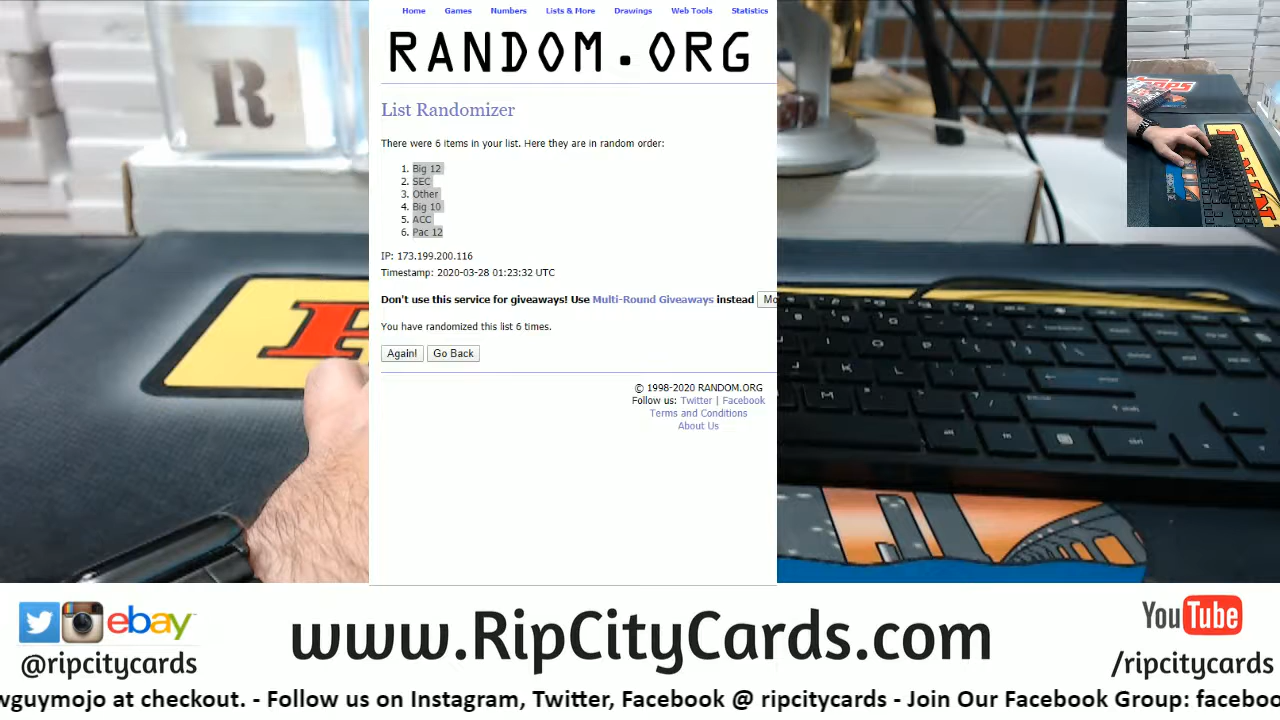 Home Games Numbers Lists & More Drawings Web Tools Statistics
RANDOM.ORG
List Randomizer
There were 6 items in your list. Here they are in random order:
1. Big 12
2. SEC
3. Other
4. Big 10
5. ACC
6. Pac 12
IP: 173.199.200.116
Timestamp: 2020-03-28 01:23:32 UTC
Don't use this service for giveaways! Use Multi-Round Giveaways instead
You have randomized this list 6 times.
Again! Go Back
© 1998-2020 RANDOM.ORG
Follow us: Twitter | Facebook
Terms and Conditions
About Us
R
ebay
@ripcitycards
www.RipCityCards.com
YouTube
/ripcitycards
wguymojo at checkout. - Follow us on Instagram, Twitter, Facebook @ ripcitycards - Join Our Facebook Group: facebo